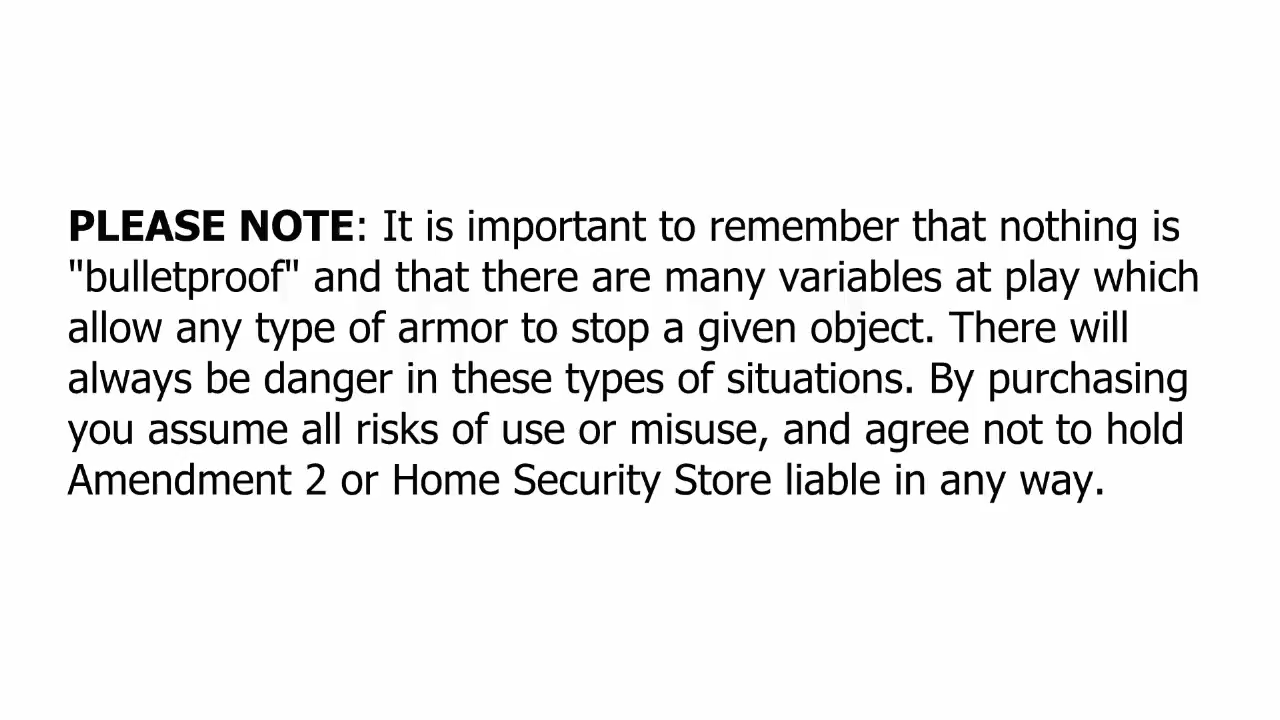 PLEASE NOTE: It is important to remember that nothing is
"bulletproof" and that there are many variables at play which
allow any type of armor to stop a given object. There will
always be danger in these types of situations. By purchasing
you assume all risks of use or misuse, and agree not to hold
Amendment 2 or Home Security Store liable in any way.